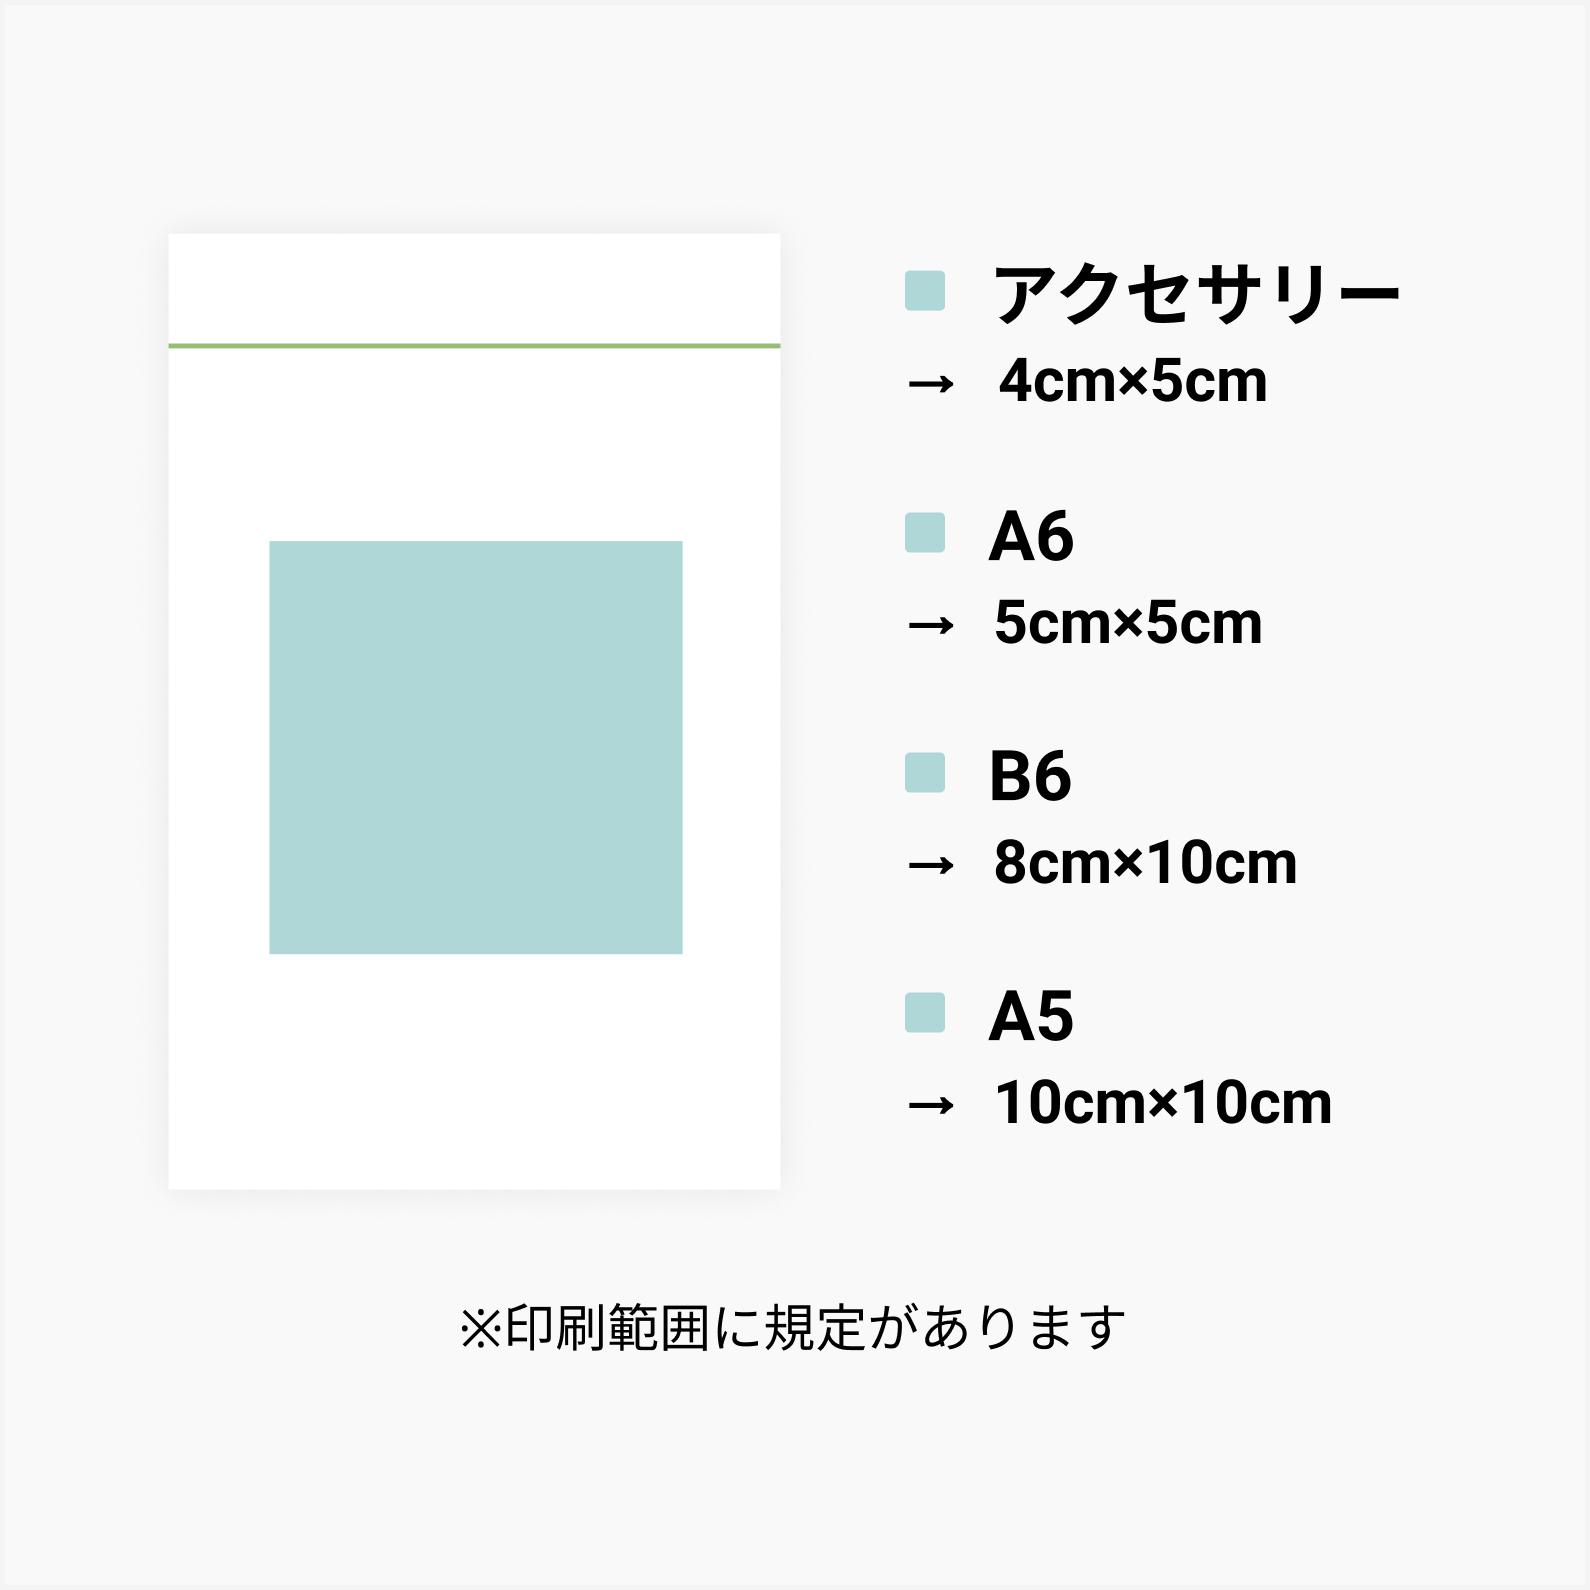 アクセサリー
→ 4cm×5cm
A6
→ 5cm×5cm
B6
→ 8cm×10cm
A5
→ 10cm×10cm
※印刷範囲に規定があります